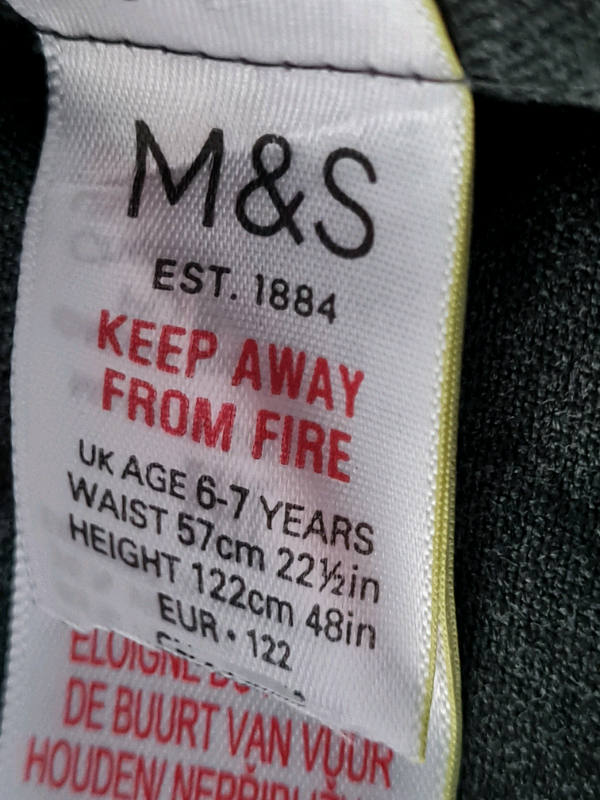 M&S
EST. 1884
KEEP AWAY
FROM FIRE
UK AGE 6-7 YEARS
WAIST 57cm 22½in
HEIGHT 122cm 48in
EUR • 122
DE BUURT VAN VUUR
HOUDEN/